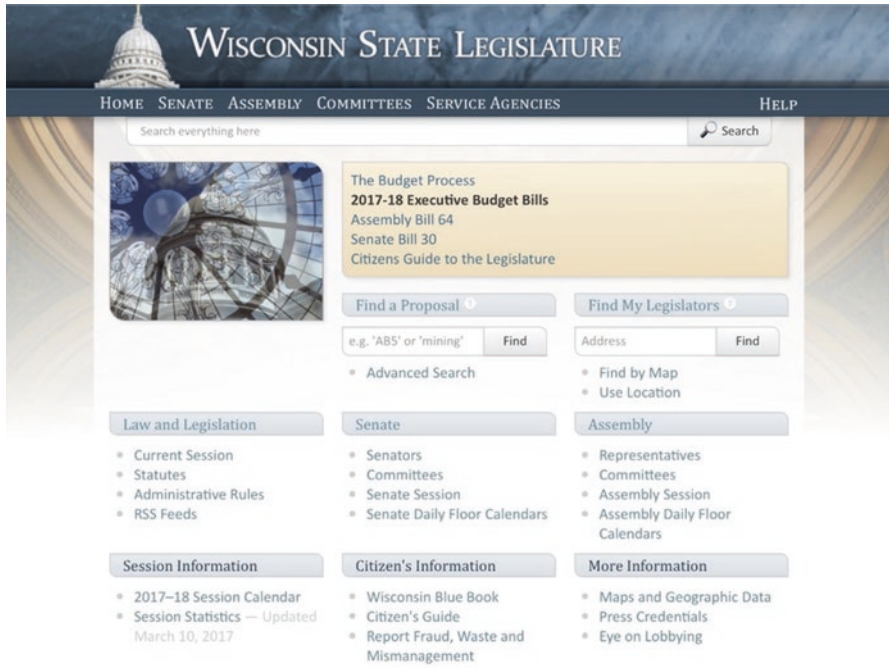 WISCONSIN STATE LEGISLATURE
HOME SENATE ASSEMBLY COMMITTEES SERVICE AGENCIES HELP
Search everything here
Search
The Budget Process
2017-18 Executive Budget Bills
Assembly Bill 64
Senate Bill 30
Citizens Guide to the Legislature
Find a Proposal ?
e.g. 'AB5' or 'mining' Find
• Advanced Search
Find My Legislators ?
Address Find
• Find by Map
• Use Location
Law and Legislation
• Current Session
• Statutes
• Administrative Rules
• RSS Feeds
Senate
• Senators
• Committees
• Senate Session
• Senate Daily Floor Calendars
Assembly
• Representatives
• Committees
• Assembly Session
• Assembly Daily Floor
Calendars
Session Information
• 2017–18 Session Calendar
• Session Statistics — Updated
March 10, 2017
Citizen's Information
• Wisconsin Blue Book
• Citizen's Guide
• Report Fraud, Waste and
Mismanagement
More Information
• Maps and Geographic Data
• Press Credentials
• Eye on Lobbying